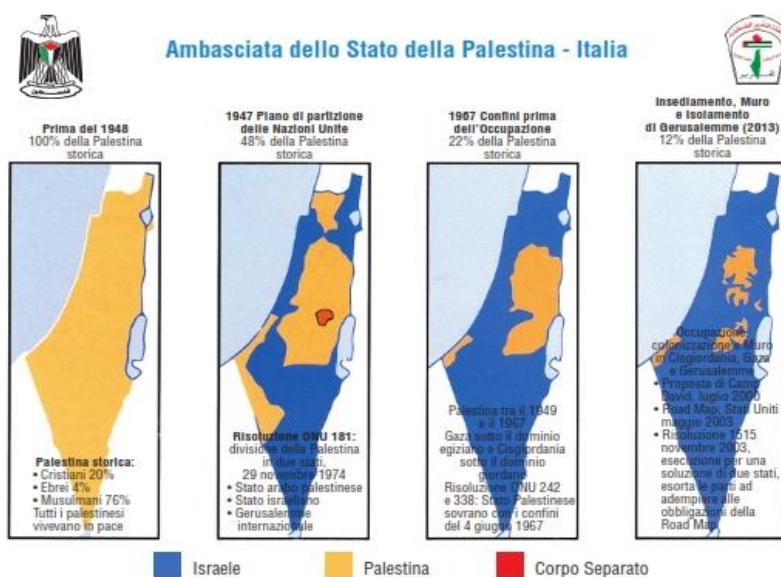 Ambasciata dello Stato della Palestina - Italia
Prima del 1948
100% della Palestina
storica
Palestina storica:
• Cristiani 20%
• Ebrei 4%
• Musulmani 76%
Tutti i palestinesi
vivevano in pace
1947 Piano di partizione
delle Nazioni Unite
48% della Palestina
storica
Risoluzione ONU 181:
divisione della Palestina
in due stati,
29 novembre 1974
• Stato arabo palestinese
• Stato israeliano
• Gerusalemme
internazionale
1967 Confini prima
dell'Occupazione
22% della Palestina
storica
Palestina tra il 1949
e il 1967
Gaza sotto il dominio
egiziano e Cisgiordania
sotto il dominio
giordano
Risoluzione ONU 242
e 338: Stato Palestinese
sovrano con i confini
del 4 giugno 1967
Insediamento, Muro
e Isolamento
di Gerusalemme (2013)
12% della Palestina
storica
Occupazione,
colonizzazione e Muro
in Cisgiordania, Gaza
e Gerusalemme
• Proposta di Camp
David, luglio 2000
• Road Map, Stati Uniti
maggio 2003
• Risoluzione 1515
novembre 2003,
esecuzione per una
soluzione di due stati,
esorta le parti ad
adempiere alle
obbligazioni della
Road Map
Israele
Palestina
Corpo Separato